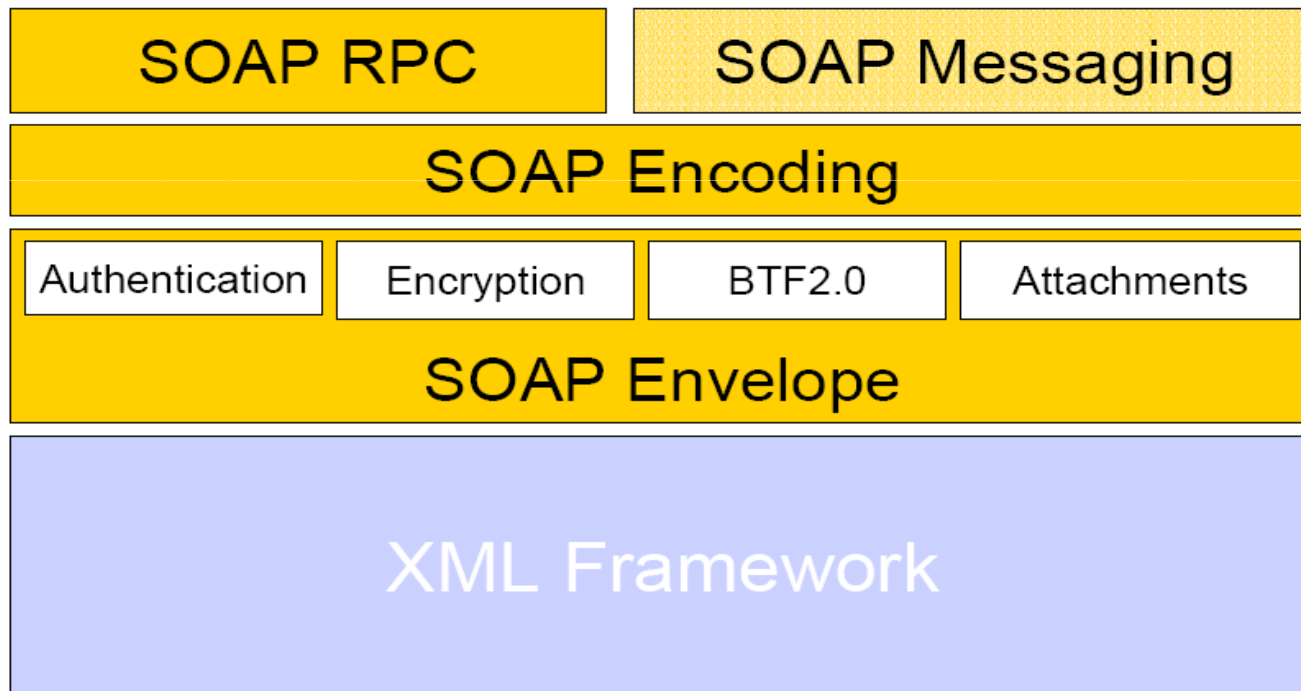 SOAP RPC
SOAP Messaging
SOAP Encoding
Authentication
Encryption
BTF2.0
Attachments
SOAP Envelope
XML Framework